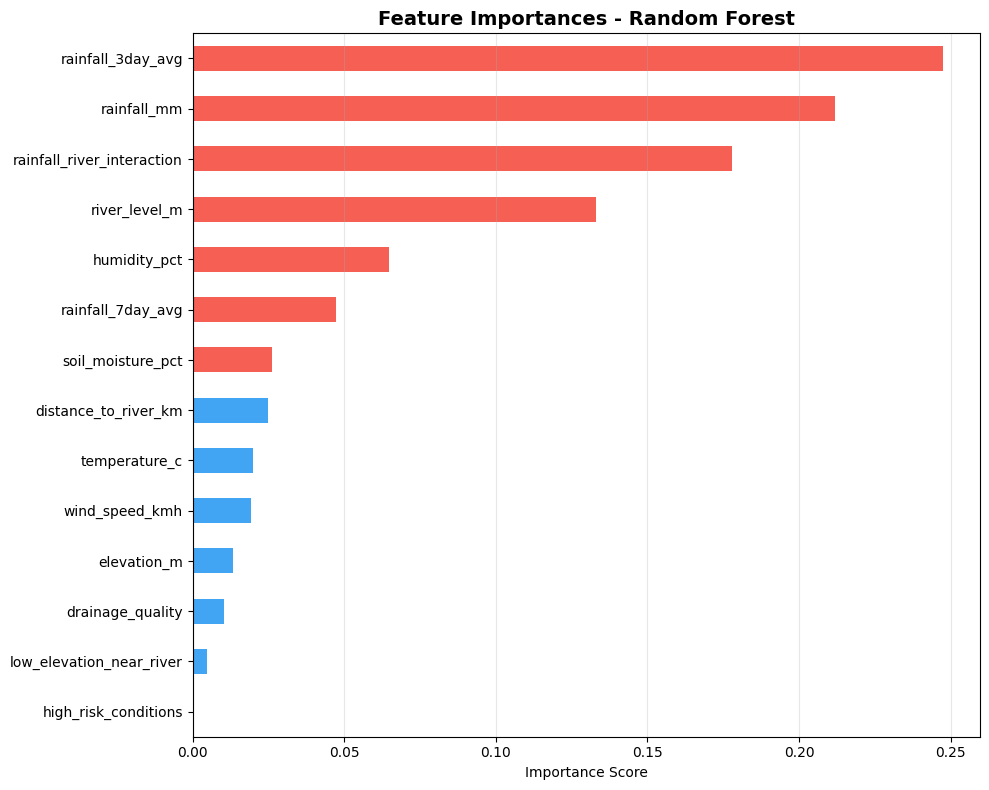 Feature Importances - Random Forest
rainfall_3day_avg
rainfall_mm
rainfall_river_interaction
river_level_m
humidity_pct
rainfall_7day_avg
soil_moisture_pct
distance_to_river_km
temperature_c
wind_speed_kmh
elevation_m
drainage_quality
low_elevation_near_river
high_risk_conditions
0.00 0.05 0.10 0.15 0.20 0.25
Importance Score